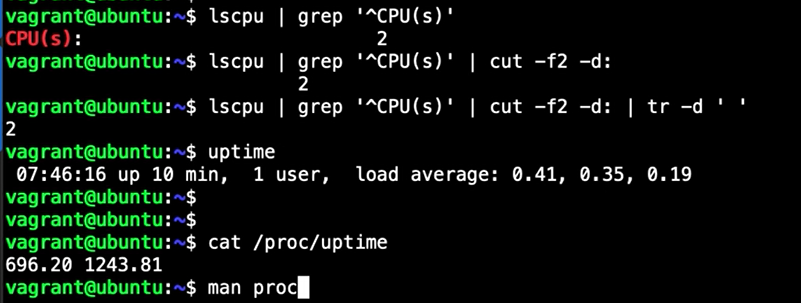 vagrant@ubuntu:~$ lscpu | grep '^CPU(s)'
CPU(s):                          2
vagrant@ubuntu:~$ lscpu | grep '^CPU(s)' | cut -f2 -d:
                          2
vagrant@ubuntu:~$ lscpu | grep '^CPU(s)' | cut -f2 -d: | tr -d ' '
2
vagrant@ubuntu:~$ uptime
 07:46:16 up 10 min,  1 user,  load average: 0.41, 0.35, 0.19
vagrant@ubuntu:~$
vagrant@ubuntu:~$
vagrant@ubuntu:~$ cat /proc/uptime
696.20 1243.81
vagrant@ubuntu:~$ man proc